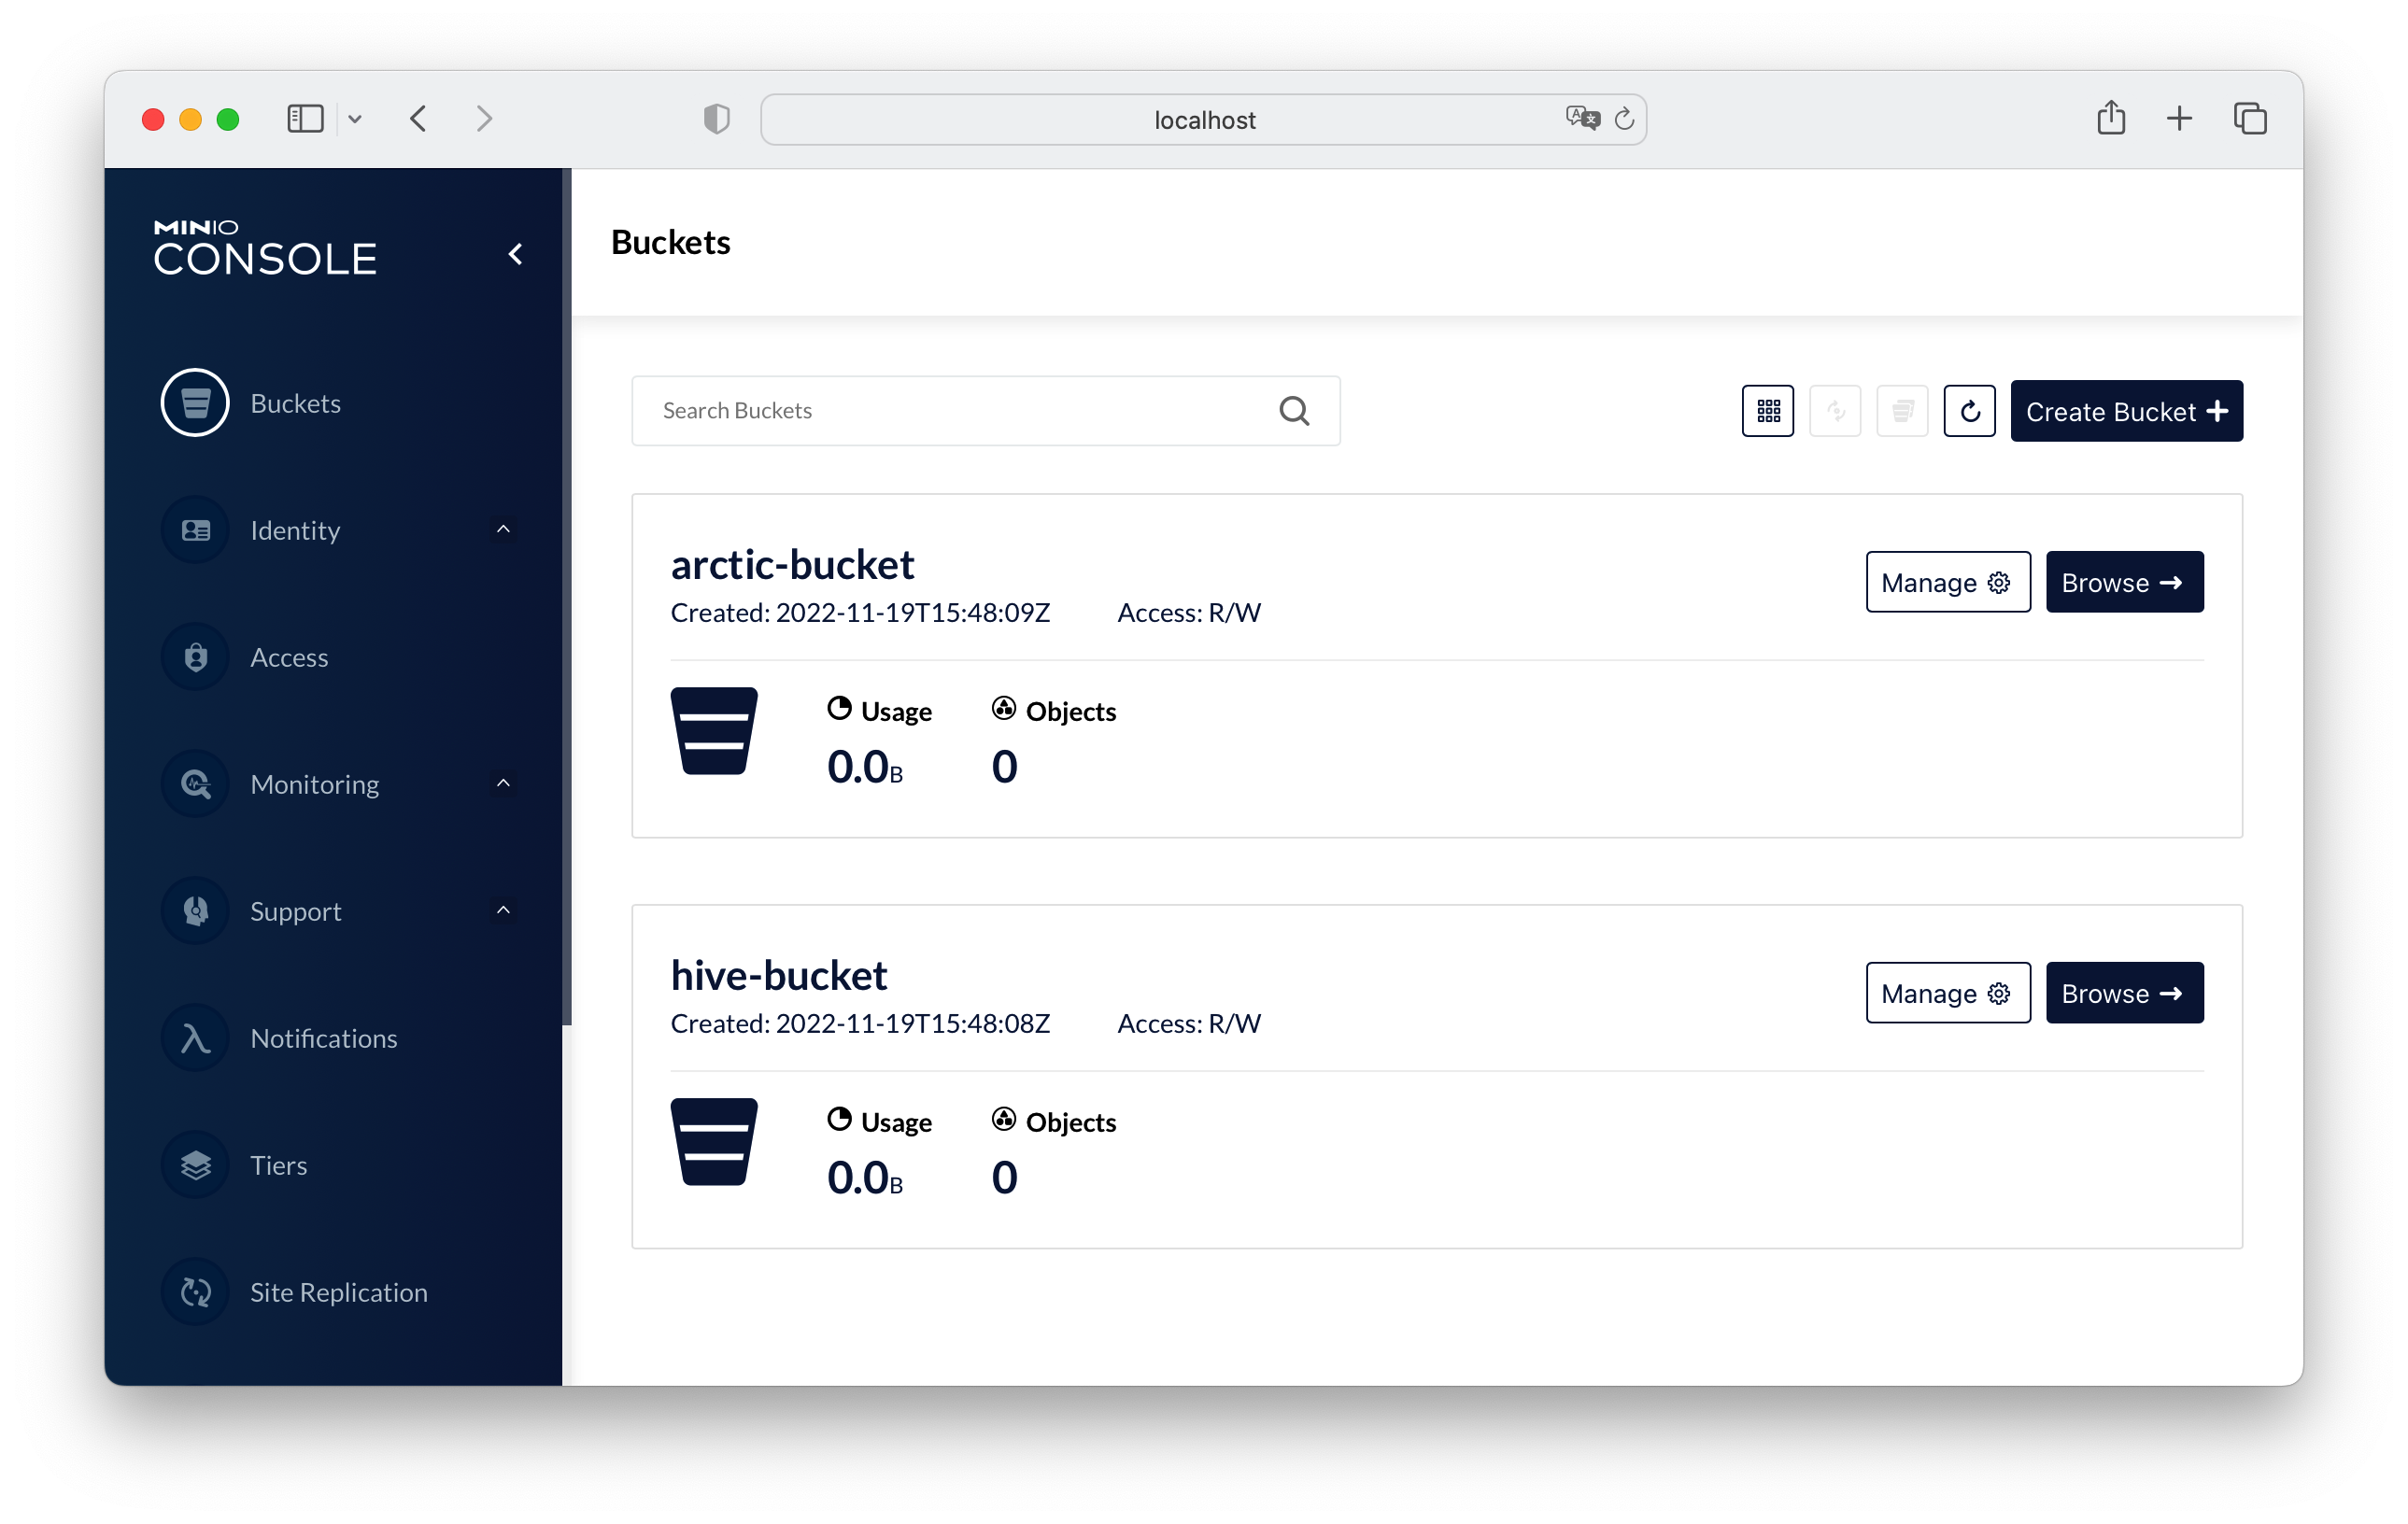 localhost
MINIO
CONSOLE
Buckets
Identity
Access
Monitoring
Support
Notifications
Tiers
Site Replication
Buckets
Search Buckets
Create Bucket
arctic-bucket
Created: 2022-11-19T15:48:09Z Access: R/W
Manage
Browse
Usage Objects
0.0B 0
hive-bucket
Created: 2022-11-19T15:48:08Z Access: R/W
Manage
Browse
Usage Objects
0.0B 0